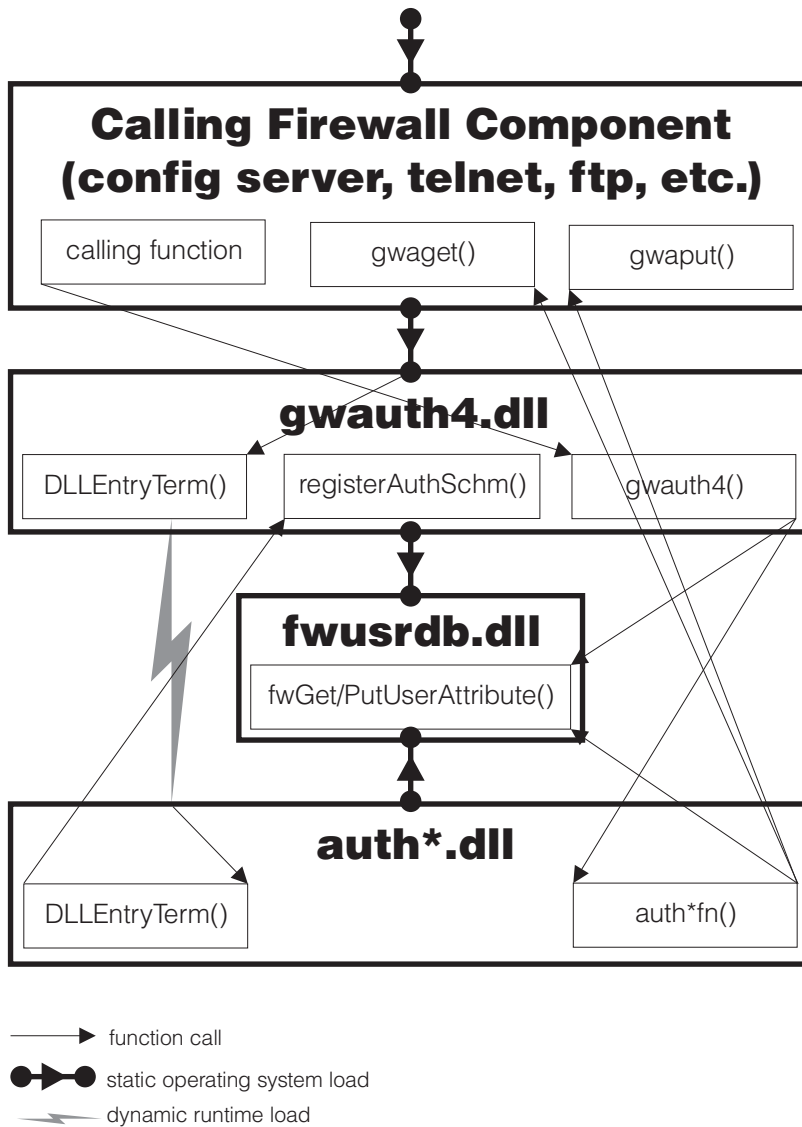 Calling Firewall Component
(config server, telnet, ftp, etc.)
calling function
gwaget()
gwaput()
gwauth4.dll
DLLEntryTerm()
registerAuthSchm()
gwauth4()
fwusrdb.dll
fwGet/PutUserAttribute()
auth*.dll
DLLEntryTerm()
auth*fn()
function call
static operating system load
dynamic runtime load